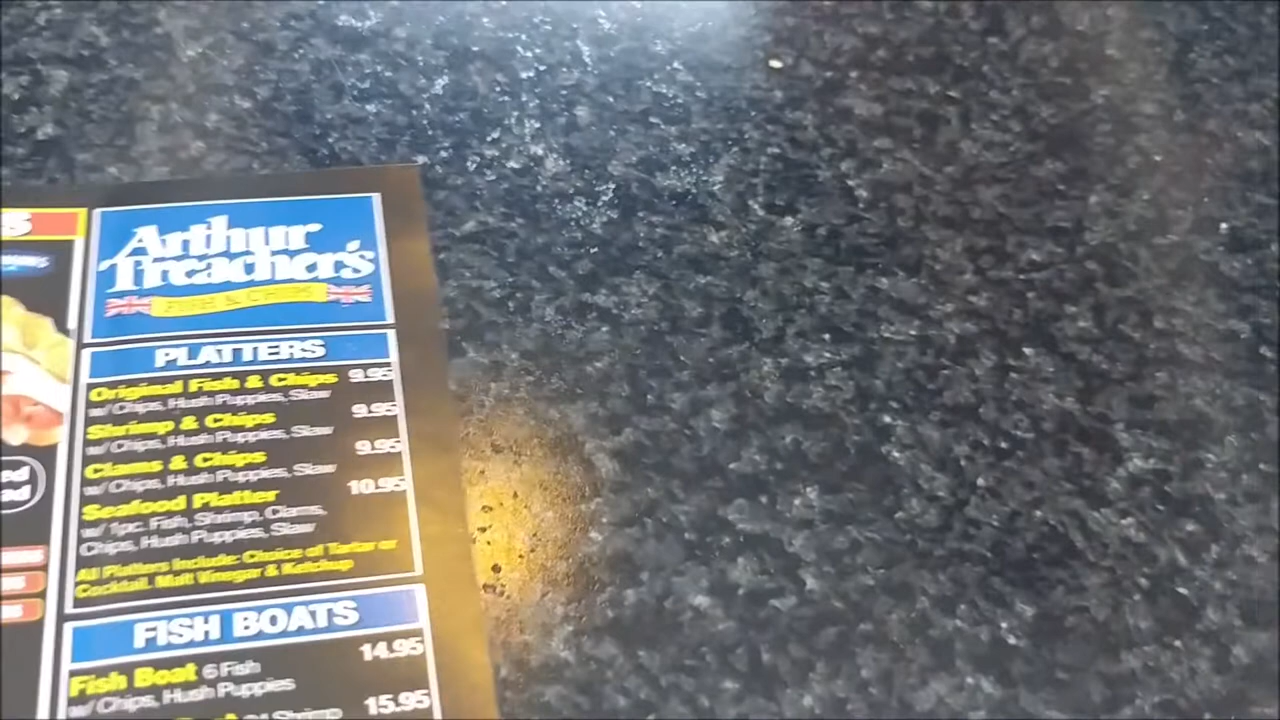 S
Arthur
Treacher's
FISH & CHIPS
PLATTERS
Original Fish & Chips 9.95
w/ Chips, Hush Puppies, Slaw
Shrimp & Chips 9.95
w/ Chips, Hush Puppies, Slaw
Clams & Chips 9.95
w/ Chips, Hush Puppies, Slaw
Seafood Platter 10.95
w/ 1pc. Fish, Shrimp, Clams,
Chips, Hush Puppies, Slaw
All Platters Include: Choice of Tartar or
Cocktail, Malt Vinegar & Ketchup
FISH BOATS
Fish Boat 6 Fish 14.95
w/ Chips, Hush Puppies
Shrimp 15.95